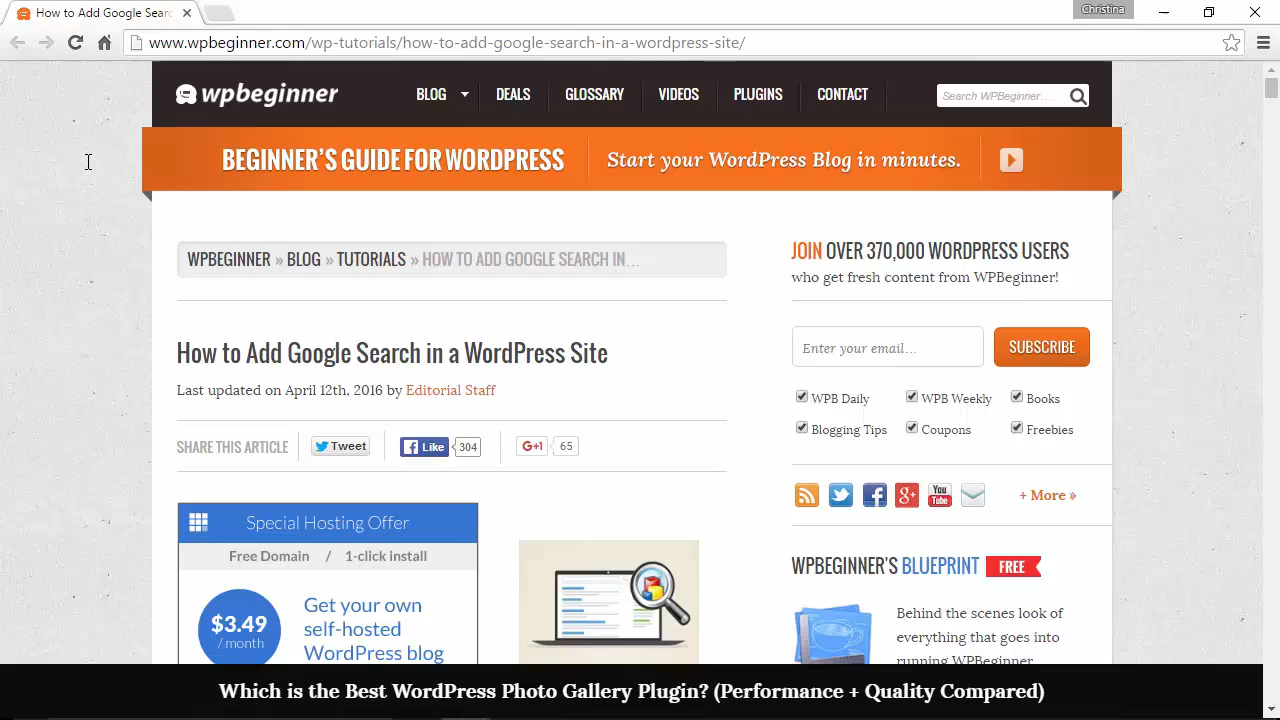 How to Add Google Searc
Christina
www.wpbeginner.com/wp-tutorials/how-to-add-google-search-in-a-wordpress-site/
wpbeginner
BLOG
DEALS
GLOSSARY
VIDEOS
PLUGINS
CONTACT
Search WPBeginner....
BEGINNER'S GUIDE FOR WORDPRESS
Start your WordPress Blog in minutes.
WPBEGINNER » BLOG » TUTORIALS » HOW TO ADD GOOGLE SEARCH IN...
How to Add Google Search in a WordPress Site
Last updated on April 12th, 2016 by Editorial Staff
SHARE THIS ARTICLE
Tweet
Like
304
G+1
65
Special Hosting Offer
Free Domain / 1-click install
$3.49
/ month
Get your own
self-hosted
WordPress blog
JOIN OVER 370,000 WORDPRESS USERS
who get fresh content from WPBeginner!
Enter your email...
SUBSCRIBE
WPB Daily
WPB Weekly
Books
Blogging Tips
Coupons
Freebies
g+
You
Tube
+ More »
WPBEGINNER'S BLUEPRINT
FREE
Behind the scenes look of
everything that goes into
running WPBeginner
Which is the Best WordPress Photo Gallery Plugin? (Performance + Quality Compared)